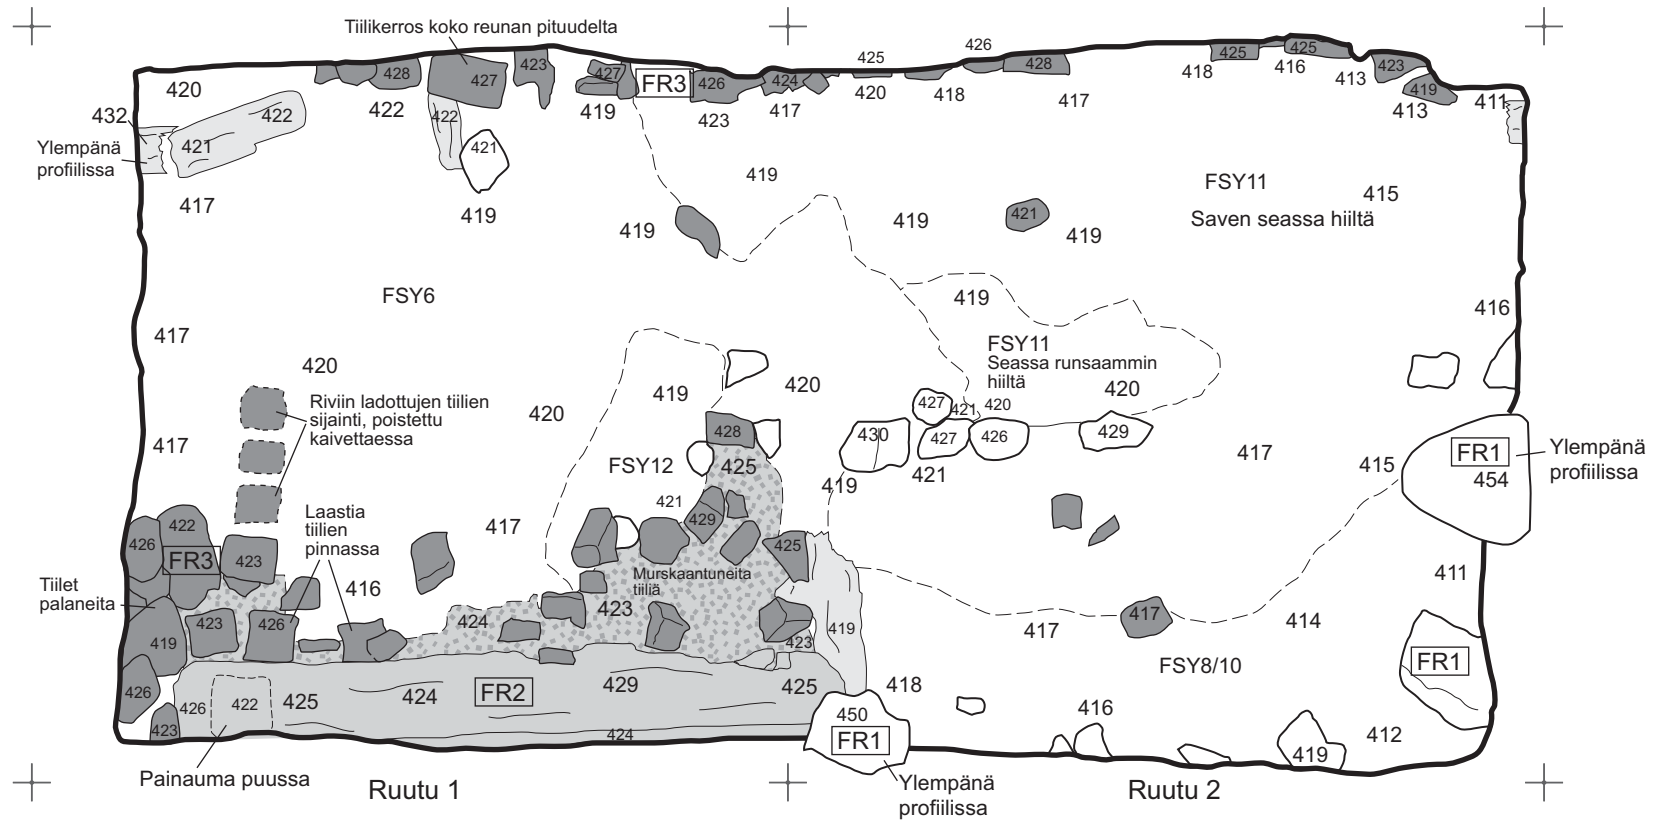 Tiilikerros koko reunan pituudelta
425
426
420
428
427
423
427
FR3
426
424
428
425
425
418
416
413
423
419
413
411
432
421
422
422
422
421
419
423
417
420
418
417
Ylempänä
profiilissa
417
419
419
419
419
421
419
FSY11
415
Saven seassa hiiltä
FSY6
417
419
416
FSY11
Seassa runsaammin
hiiltä
420
420
Riviin ladottujen tiilien
sijainti, poistettu
kaivettaessa
420
419
420
427
421
420
417
428
430
427
426
429
FSY12
425
419
421
417
415
FR1
454
Ylempänä
profiilissa
421
429
417
Laastia
tiilien
pinnassa
422
426
FR3
423
425
Tiilet
palaneita
416
Murskaantuneita
tiiliä
423
411
423
426
424
419
423
419
417
417
414
FSY8/10
FR1
426
426
422
425
424
FR2
429
425
418
423
424
450
FR1
416
419
412
Painauma puussa
Ylempänä
profiilissa
Ruutu 1
Ruutu 2